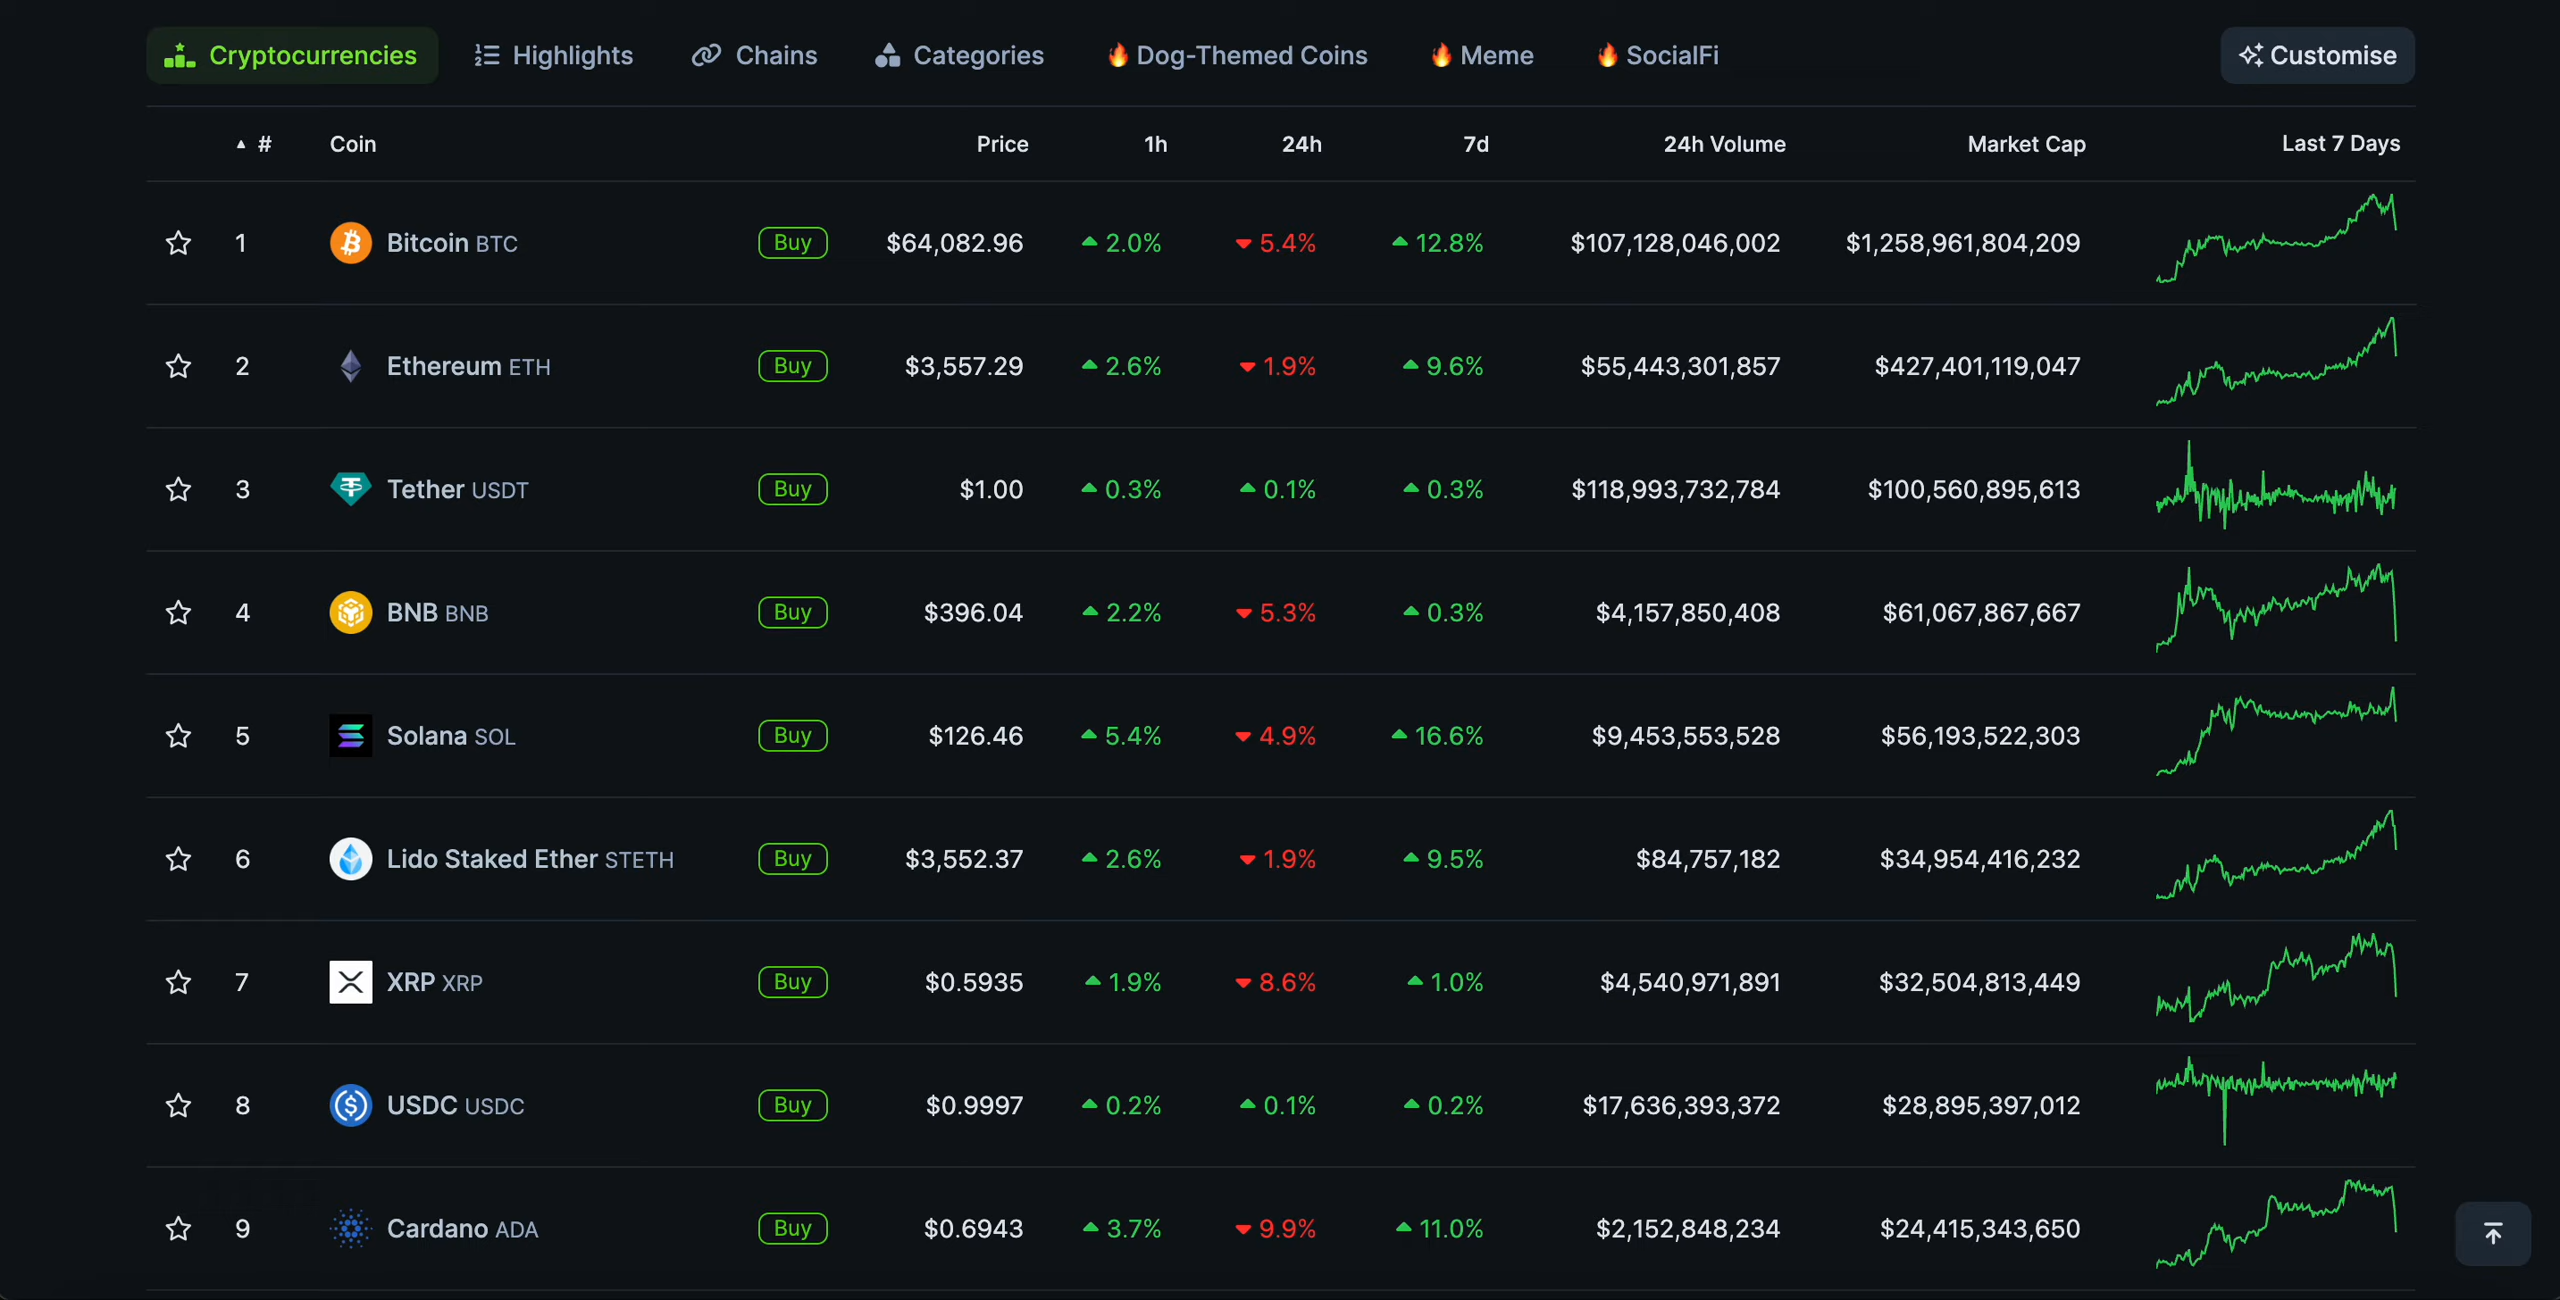 Cryptocurrencies Highlights Chains Categories 🔥 Dog-Themed Coins 🔥 Meme 🔥 SocialFi Customise
▲ # Coin Price 1h 24h 7d 24h Volume Market Cap Last 7 Days
1 Bitcoin BTC Buy $64,082.96 ▲ 2.0% ▼ 5.4% ▲ 12.8% $107,128,046,002 $1,258,961,804,209
2 Ethereum ETH Buy $3,557.29 ▲ 2.6% ▼ 1.9% ▲ 9.6% $55,443,301,857 $427,401,119,047
3 Tether USDT Buy $1.00 ▲ 0.3% ▲ 0.1% ▲ 0.3% $118,993,732,784 $100,560,895,613
4 BNB BNB Buy $396.04 ▲ 2.2% ▼ 5.3% ▲ 0.3% $4,157,850,408 $61,067,867,667
5 Solana SOL Buy $126.46 ▲ 5.4% ▼ 4.9% ▲ 16.6% $9,453,553,528 $56,193,522,303
6 Lido Staked Ether STETH Buy $3,552.37 ▲ 2.6% ▼ 1.9% ▲ 9.5% $84,757,182 $34,954,416,232
7 XRP XRP Buy $0.5935 ▲ 1.9% ▼ 8.6% ▲ 1.0% $4,540,971,891 $32,504,813,449
8 USDC USDC Buy $0.9997 ▲ 0.2% ▲ 0.1% ▲ 0.2% $17,636,393,372 $28,895,397,012
9 Cardano ADA Buy $0.6943 ▲ 3.7% ▼ 9.9% ▲ 11.0% $2,152,848,234 $24,415,343,650